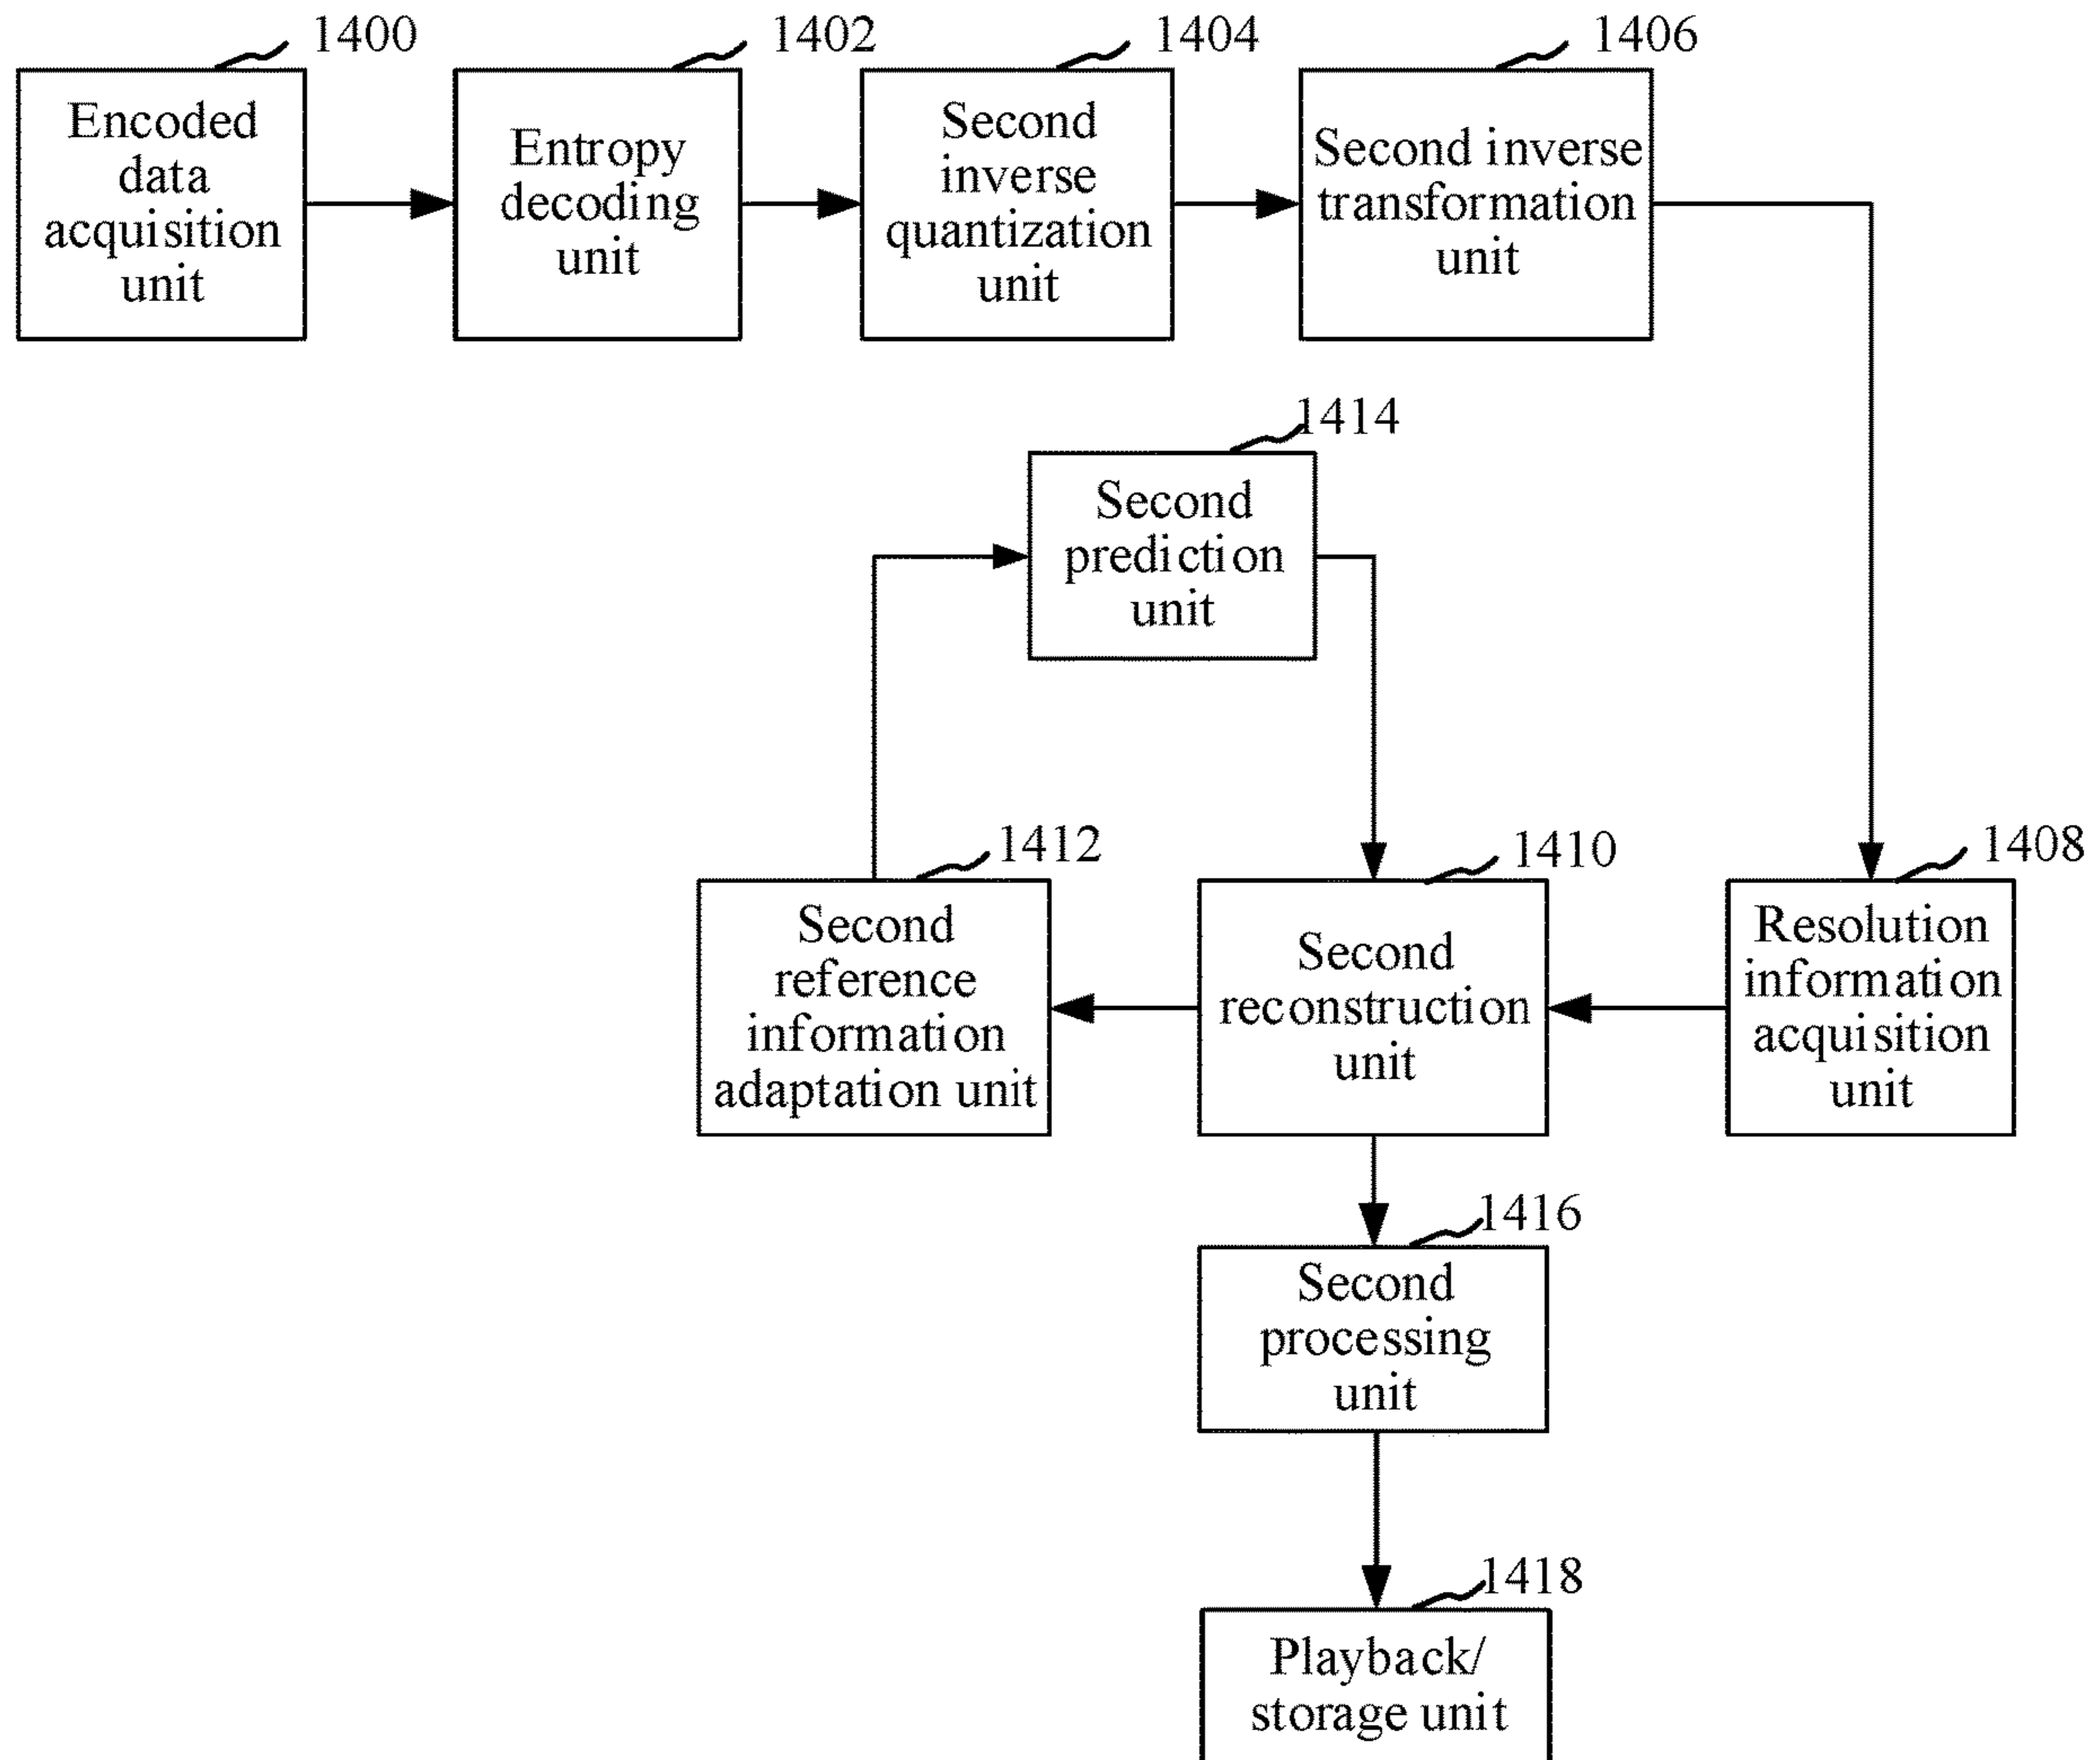 1400
Encoded
data
acquisition
unit
1402
Entropy
decoding
unit
1404
Second
inverse
quantization
unit
1406
Second inverse
transformation
unit
1414
Second
prediction
unit
1412
Second
reference
information
adaptation unit
1410
Second
reconstruction
unit
1408
Resolution
information
acquisition
unit
1416
Second
processing
unit
1418
Playback/
storage unit